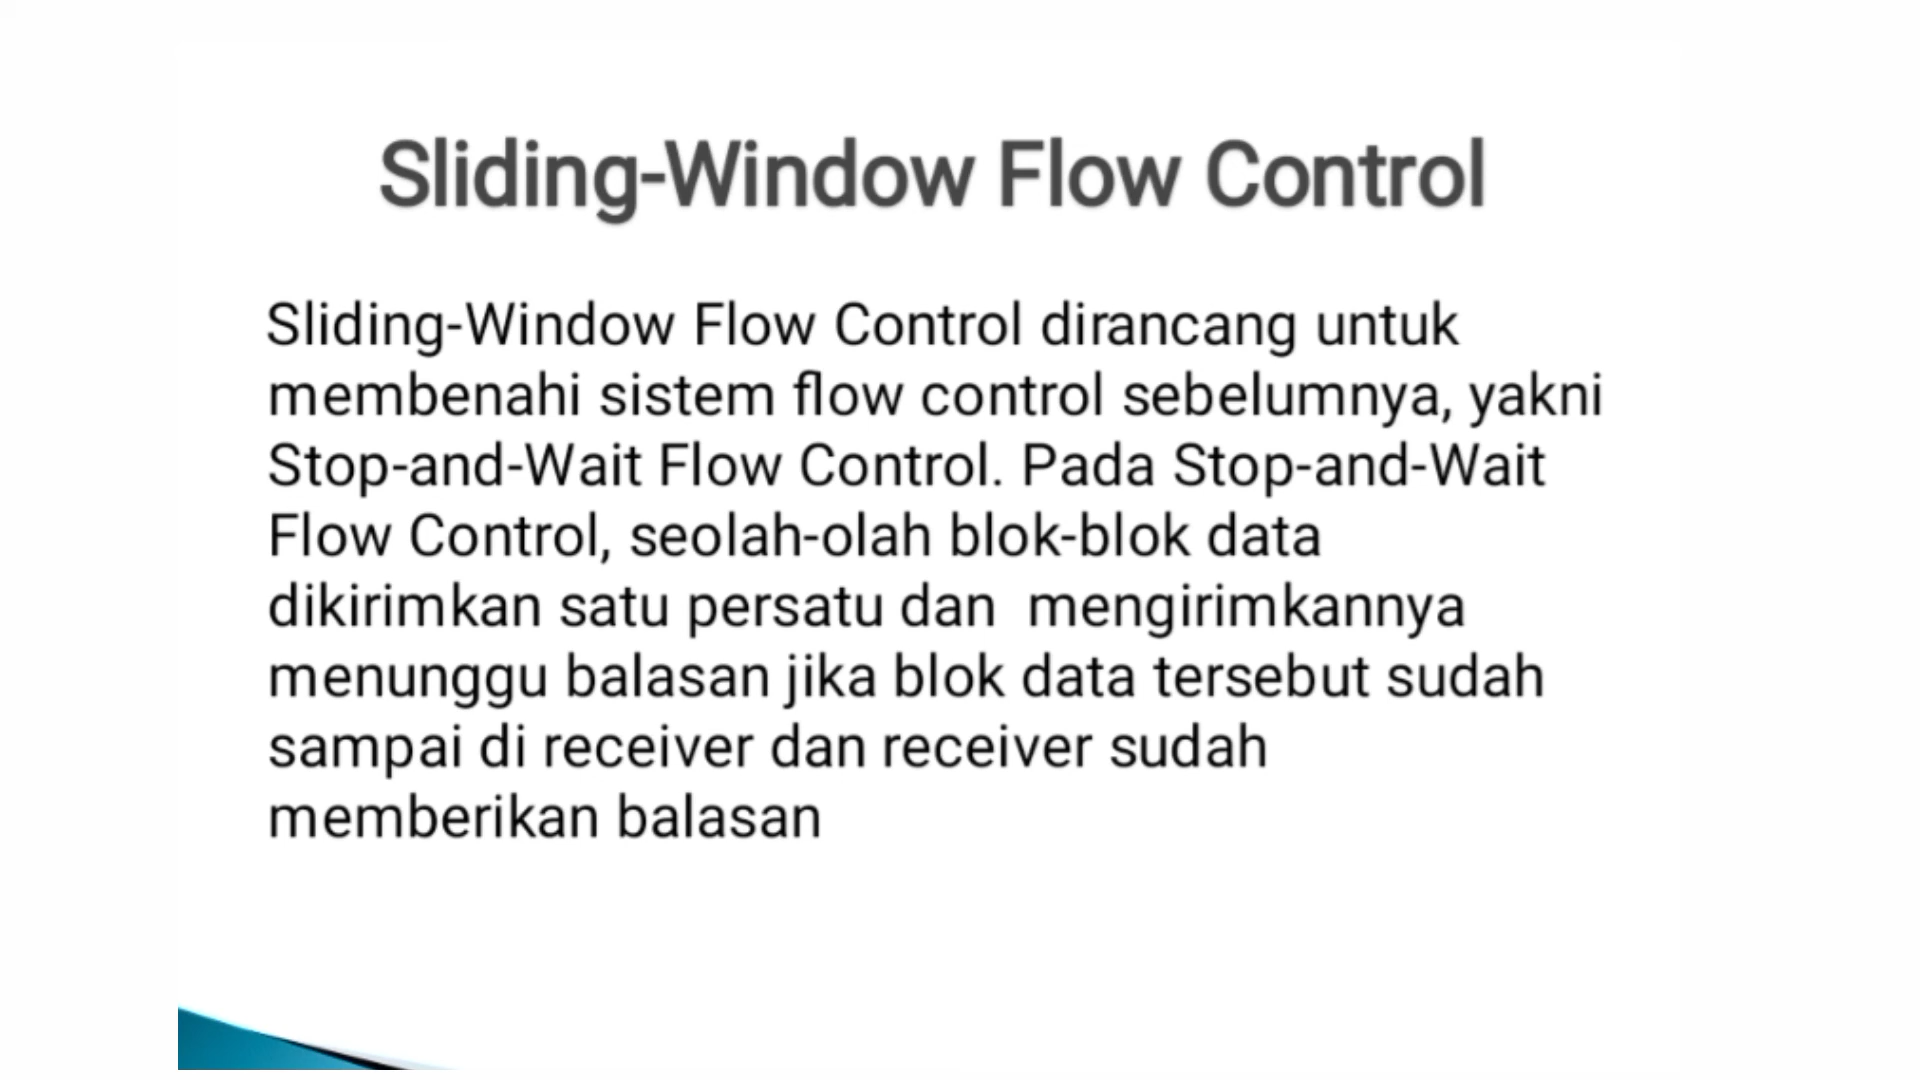 Sliding-Window Flow Control
Sliding-Window Flow Control dirancang untuk
membenahi sistem flow control sebelumnya, yakni
Stop-and-Wait Flow Control. Pada Stop-and-Wait
Flow Control, seolah-olah blok-blok data
dikirimkan satu persatu dan  mengirimkannya
menunggu balasan jika blok data tersebut sudah
sampai di receiver dan receiver sudah
memberikan balasan